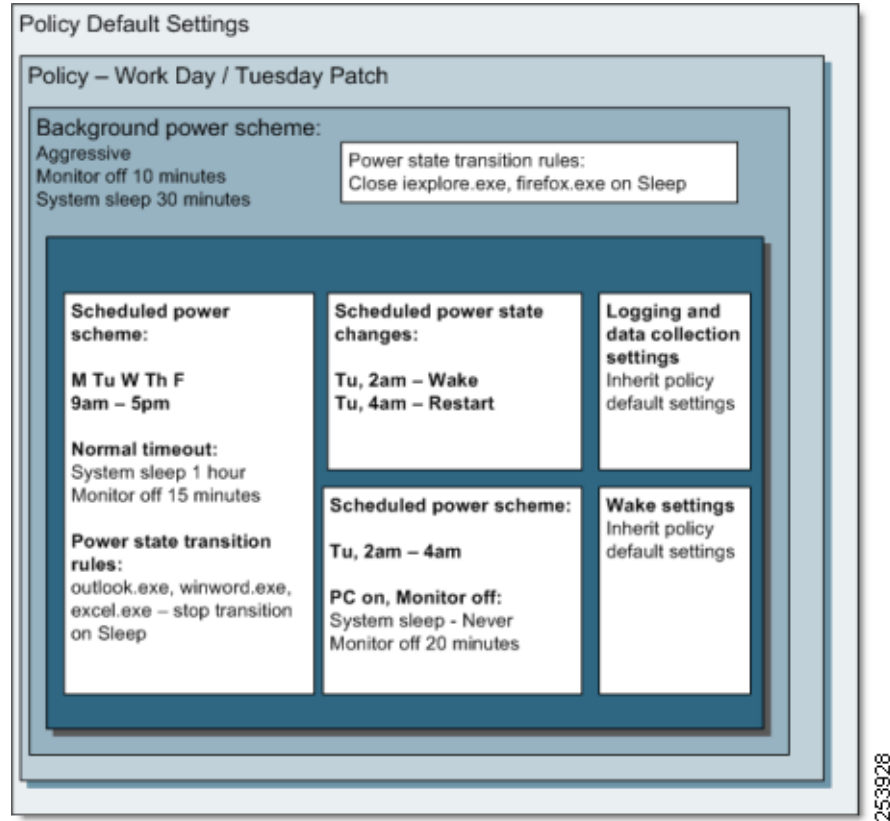 Policy Default Settings
Policy – Work Day / Tuesday Patch
Background power scheme:
Aggressive
Monitor off 10 minutes
System sleep 30 minutes
Power state transition rules:
Close iexplore.exe, firefox.exe on Sleep
Scheduled power
scheme:
M Tu W Th F
9am – 5pm
Normal timeout:
System sleep 1 hour
Monitor off 15 minutes
Power state transition
rules:
outlook.exe, winword.exe,
excel.exe – stop transition
on Sleep
Scheduled power state
changes:
Tu, 2am – Wake
Tu, 4am – Restart
Scheduled power scheme:
Tu, 2am – 4am
PC on, Monitor off:
System sleep - Never
Monitor off 20 minutes
Logging and
data collection
settings
Inherit policy
default settings
Wake settings
Inherit policy
default settings
253928